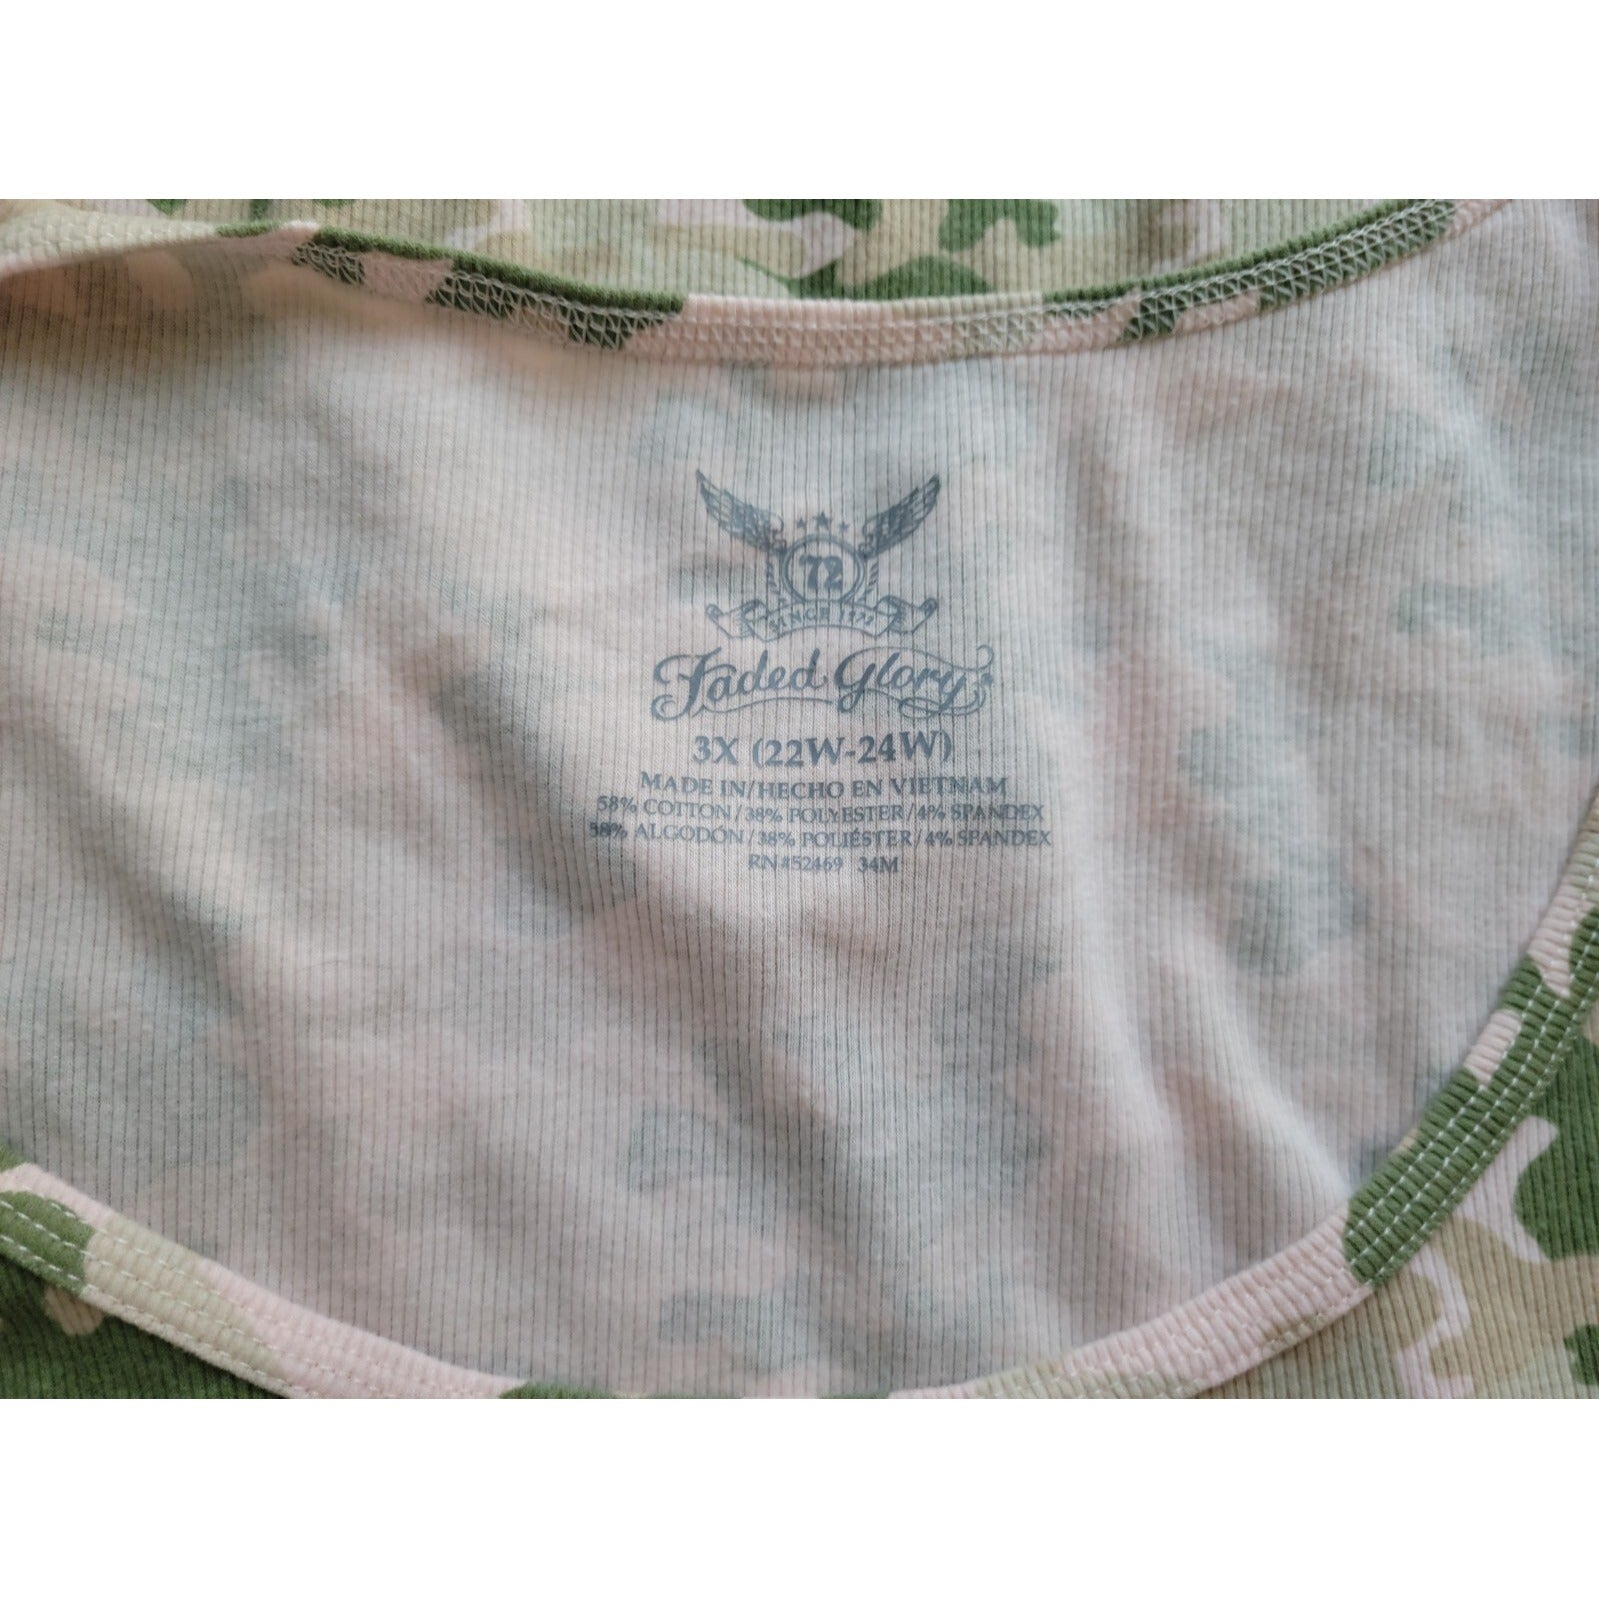 72
SINCE 1972
Faded Glory
3X (22W-24W)
MADE IN/HECHO EN VIETNAM
58% COTTON/38% POLYESTER/4% SPANDEX
58% ALGODÓN/38% POLIÉSTER/4% SPANDEX
RN#52469 34M